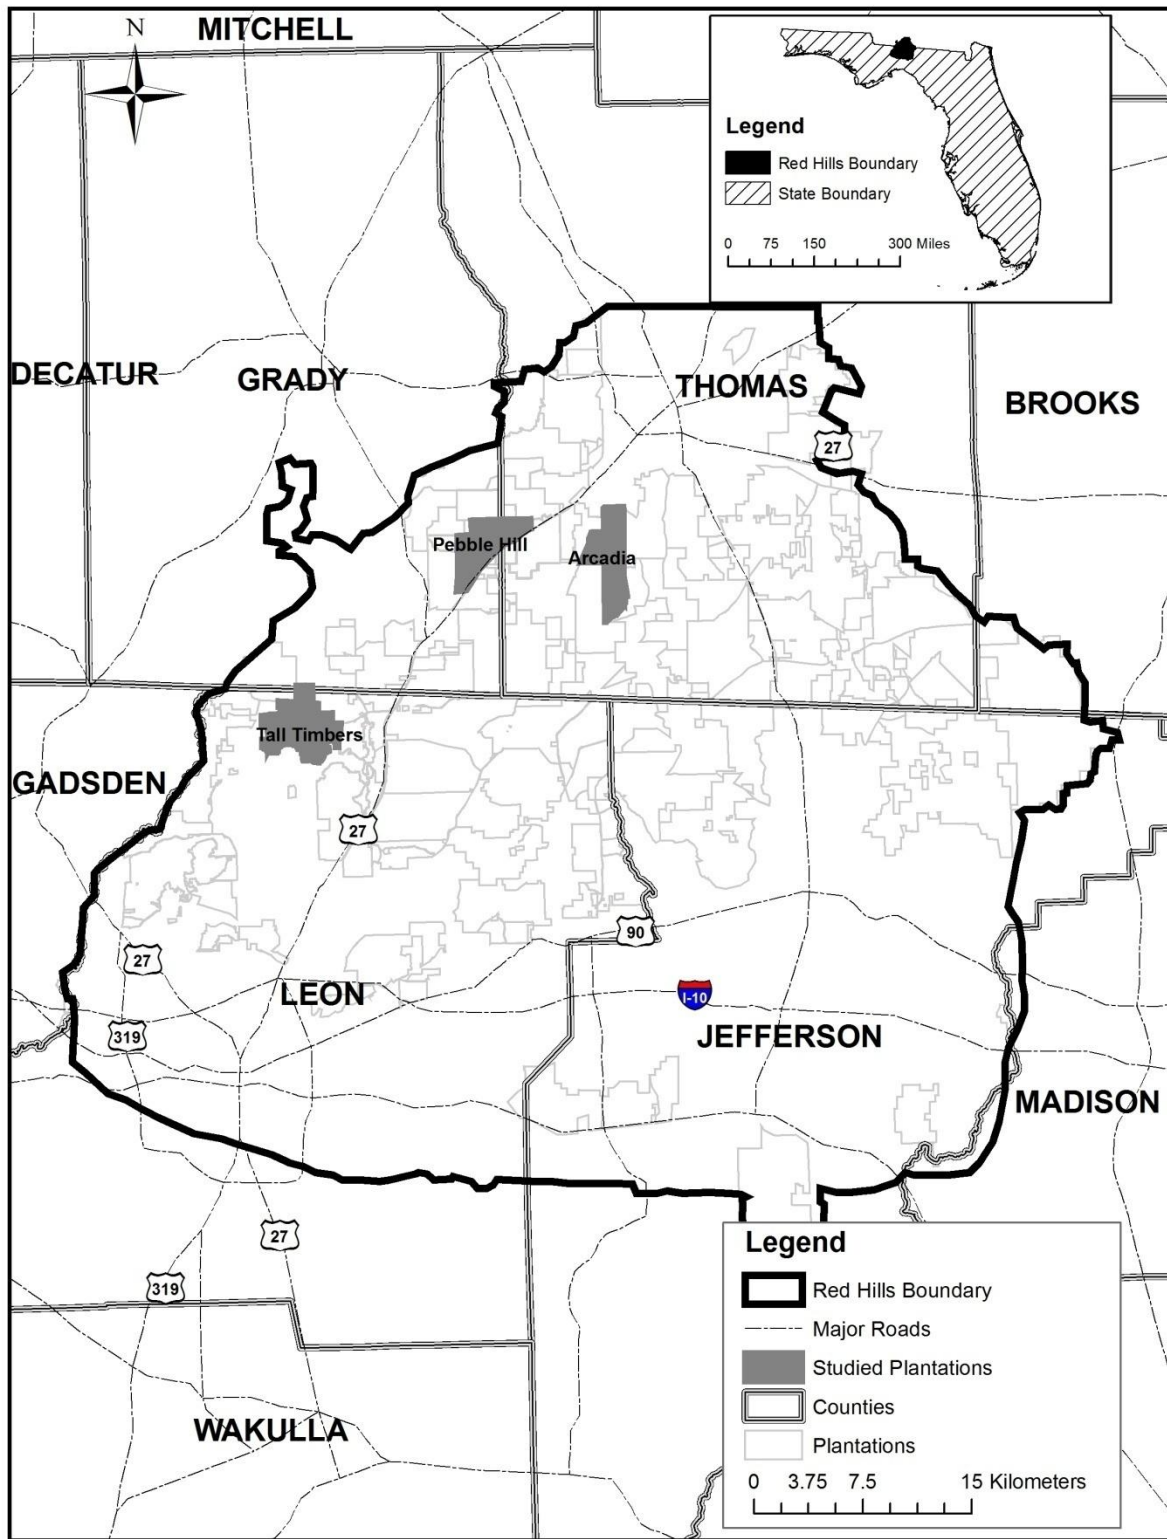 MITCHELL
N
Legend
Red Hills Boundary
State Boundary
0 75 150 300 Miles
DECATUR
GRADY
THOMAS
BROOKS
27
Pebble Hill
Arcadia
Tall Timbers
GADSDEN
27
90
27
LEON
I-10
319
JEFFERSON
MADISON
27
319
WAKULLA
Legend
Red Hills Boundary
Major Roads
Studied Plantations
Counties
Plantations
0 3.75 7.5 15 Kilometers